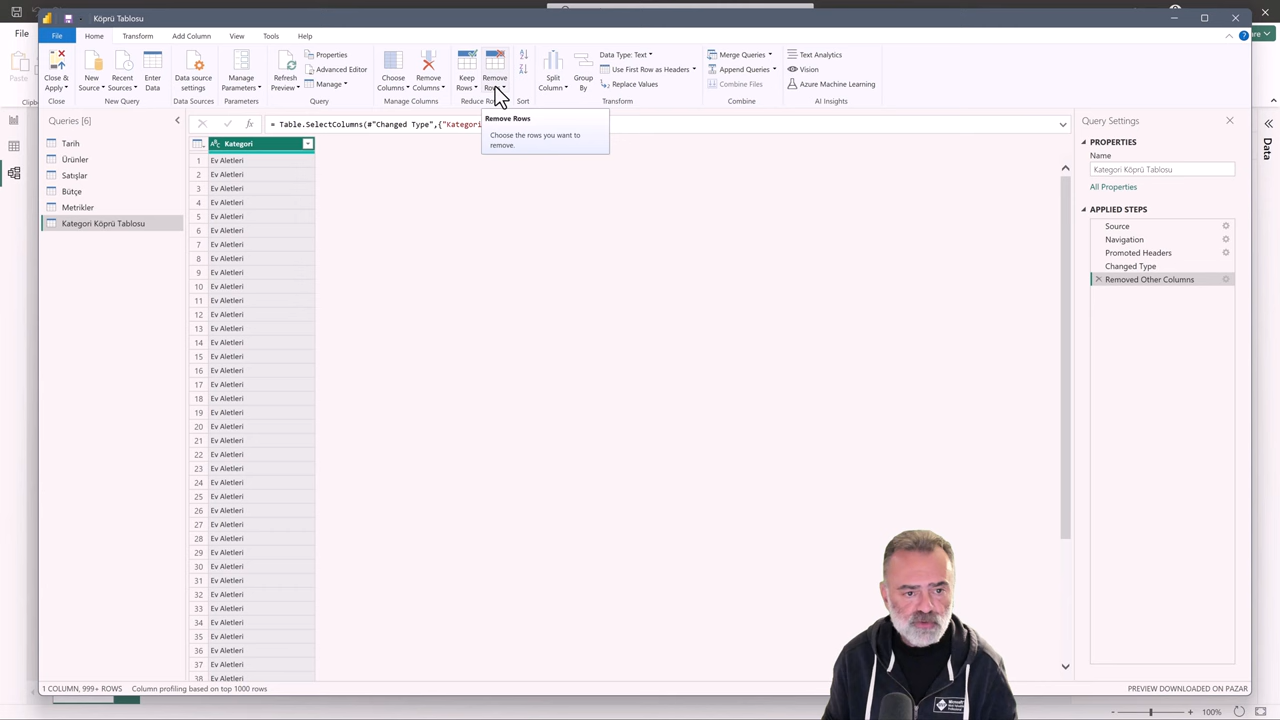 Köprü Tablosu
File
Home
Transform
Add Column
View
Tools
Help
File
Paste
Close &
Apply
Close
New
Source
Recent
Sources
Enter
Data
New Query
Data source
settings
Data Sources
Manage
Parameters
Parameters
Refresh
Preview
Properties
Advanced Editor
Manage
Query
Choose
Columns
Remove
Columns
Manage Columns
Keep
Rows
Remove
Sort
Split
Column
Group
By
Data Type: Text
Use First Row as Headers
Replace Values
Transform
Merge Queries
Append Queries
Combine Files
Combine
Text Analytics
Vision
Azure Machine Learning
AI Insights
Queries [6]
Tarih
Ürünler
Satışlar
Bütçe
Metrikler
Kategori Köprü Tablosu
fx
= Table.SelectColumns(#"Changed Type",{"Kategori
Remove Rows
Choose the rows you want to
remove.
ABC Kategori
1 Ev Aletleri
2 Ev Aletleri
3 Ev Aletleri
4 Ev Aletleri
5 Ev Aletleri
6 Ev Aletleri
7 Ev Aletleri
8 Ev Aletleri
9 Ev Aletleri
10 Ev Aletleri
11 Ev Aletleri
12 Ev Aletleri
13 Ev Aletleri
14 Ev Aletleri
15 Ev Aletleri
16 Ev Aletleri
17 Ev Aletleri
18 Ev Aletleri
19 Ev Aletleri
20 Ev Aletleri
21 Ev Aletleri
22 Ev Aletleri
23 Ev Aletleri
24 Ev Aletleri
25 Ev Aletleri
26 Ev Aletleri
27 Ev Aletleri
28 Ev Aletleri
29 Ev Aletleri
30 Ev Aletleri
31 Ev Aletleri
32 Ev Aletleri
33 Ev Aletleri
34 Ev Aletleri
35 Ev Aletleri
36 Ev Aletleri
37 Ev Aletleri
38 Ev Aletleri
Query Settings
PROPERTIES
Name
Kategori Köprü Tablosu
All Properties
APPLIED STEPS
Source
Navigation
Promoted Headers
Changed Type
Removed Other Columns
Data
1 COLUMN, 999+ ROWS
Column profiling based on top 1000 rows
PREVIEW DOWNLOADED ON PAZAR
100%